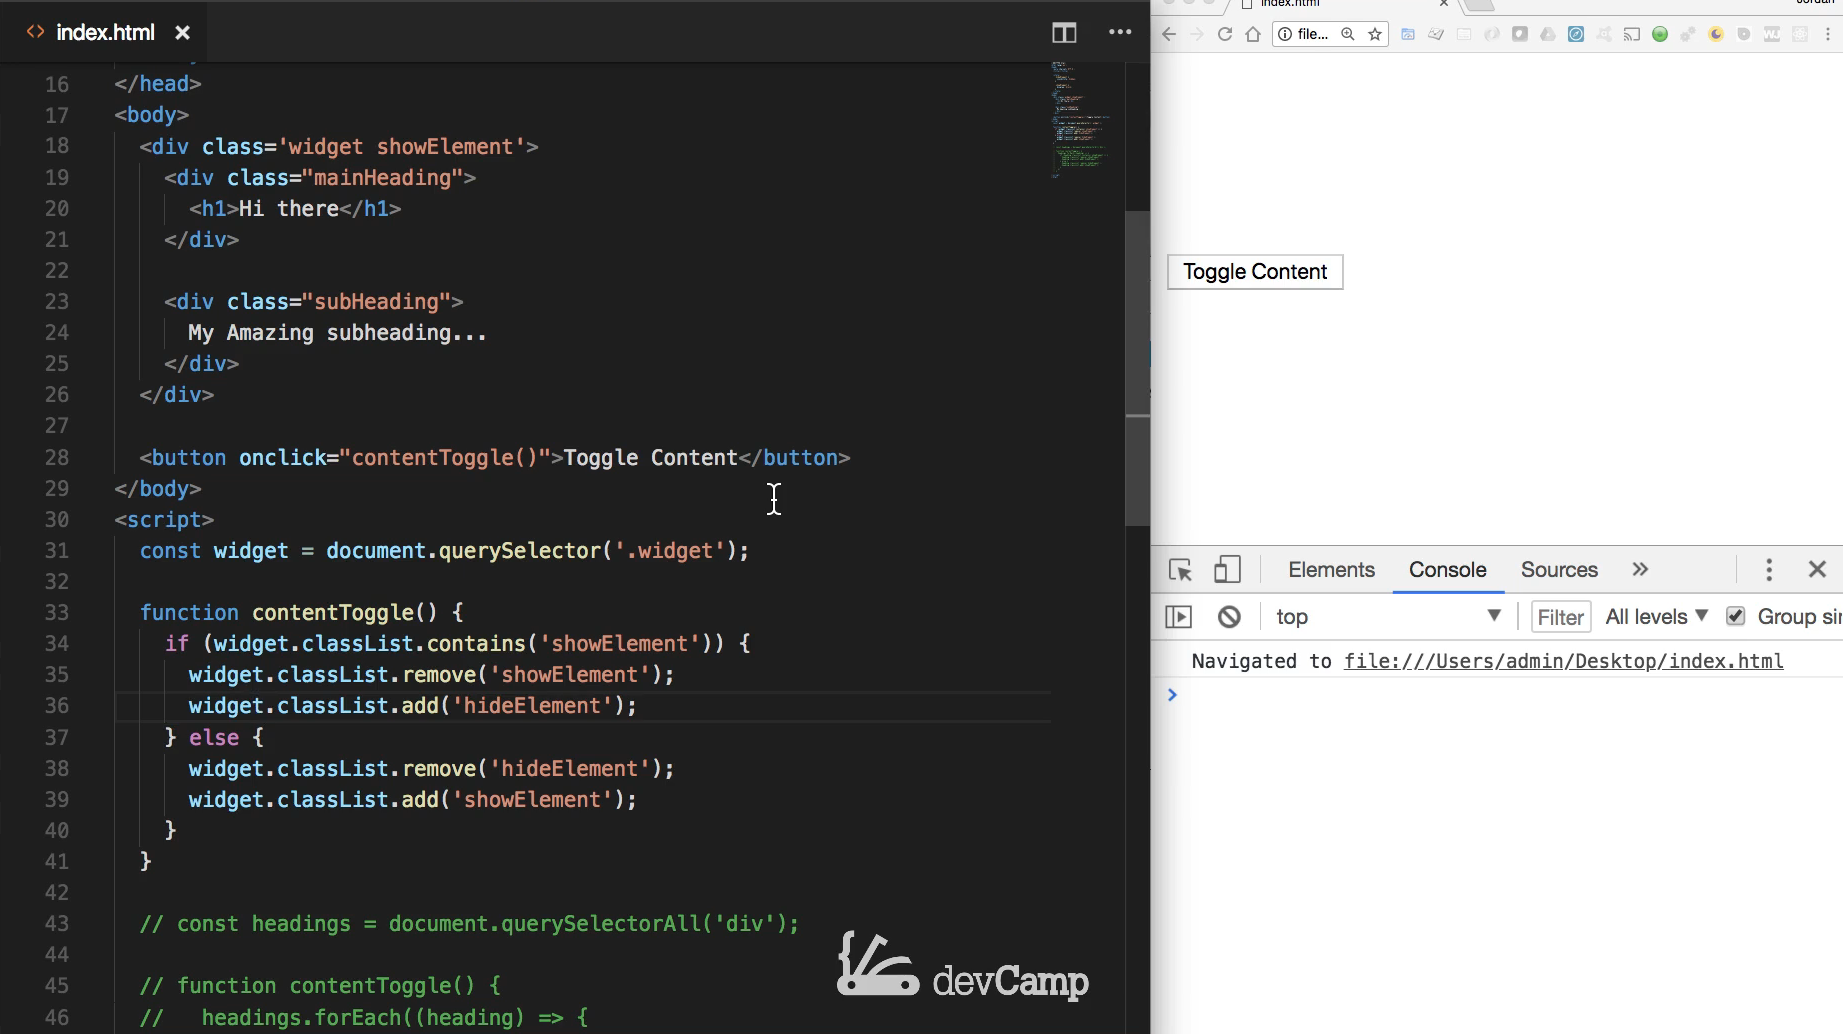 index.html
16 </head>
17 <body>
18 <div class='widget showElement'>
19 <div class="mainHeading">
20 <h1>Hi there</h1>
21 </div>
22
23 <div class="subHeading">
24 My Amazing subheading...
25 </div>
26 </div>
27
28 <button onclick="contentToggle()">Toggle Content</button>
29 </body>
30 <script>
31 const widget = document.querySelector('.widget');
32
33 function contentToggle() {
34 if (widget.classList.contains('showElement')) {
35 widget.classList.remove('showElement');
36 widget.classList.add('hideElement');
37 } else {
38 widget.classList.remove('hideElement');
39 widget.classList.add('showElement');
40 }
41 }
42
43 // const headings = document.querySelectorAll('div');
44
45 // function contentToggle() {
46 // headings.forEach((heading) => {
devCamp
index.html
Jordan
file...
Toggle Content
Elements Console Sources
top Filter All levels Group sir
Navigated to file:///Users/admin/Desktop/index.html